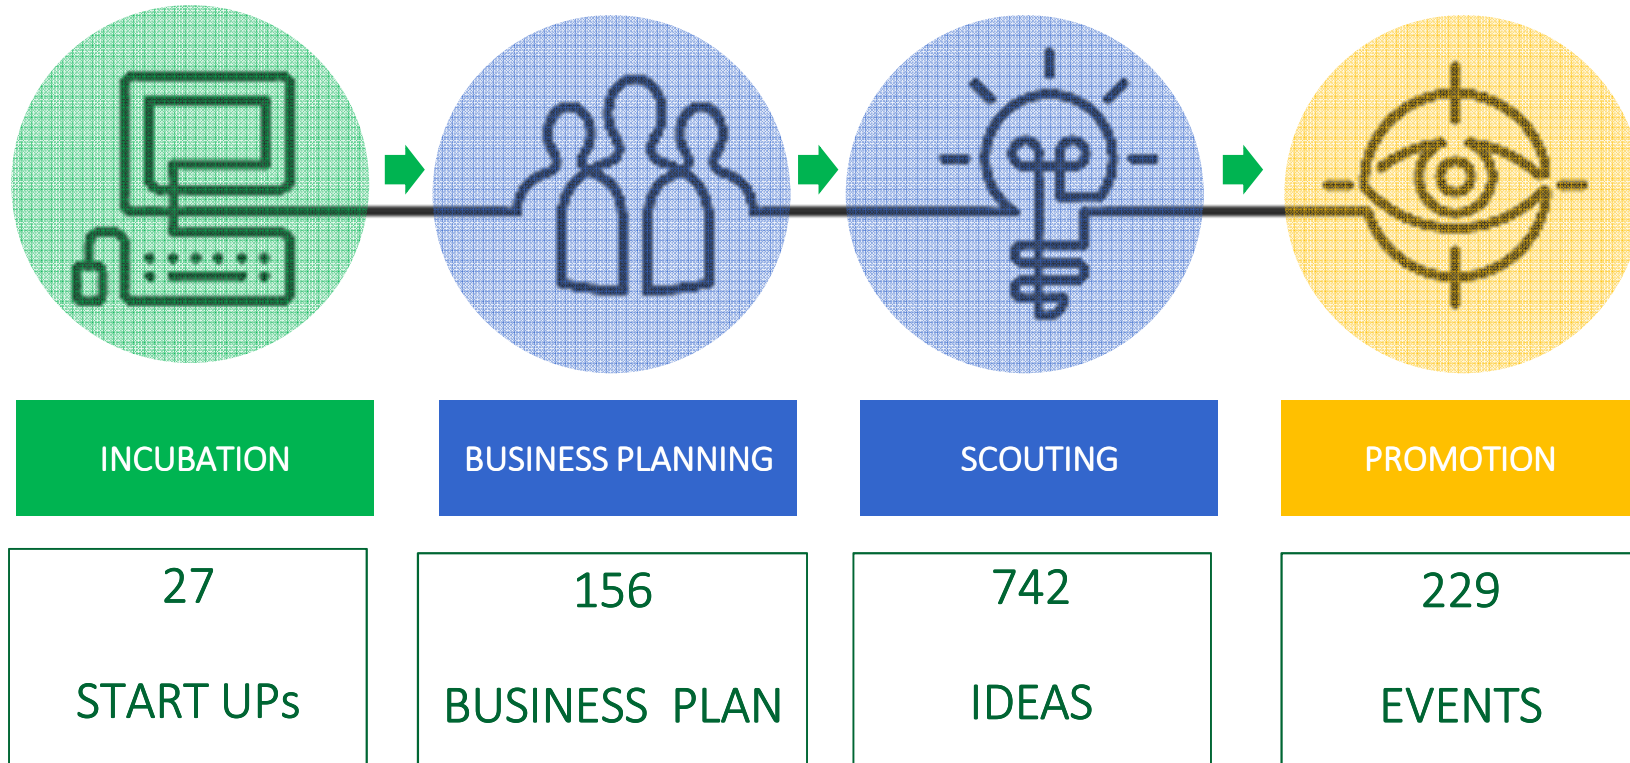 INCUBATION
BUSINESS PLANNING
SCOUTING
PROMOTION
27
START UPs
156
BUSINESS PLAN
742
IDEAS
229
EVENTS